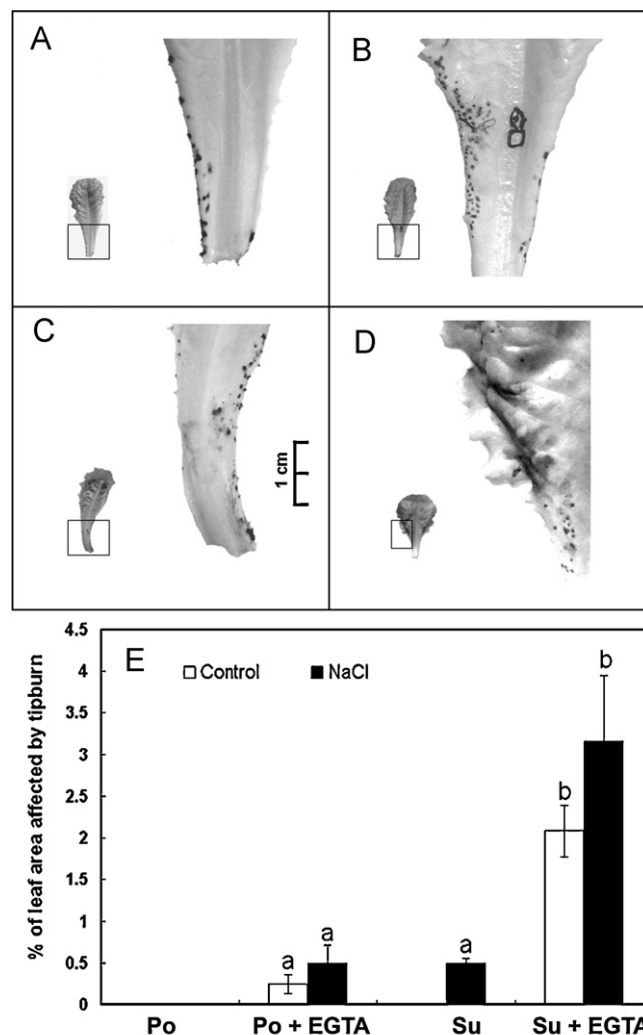 A
B
C
1 cm
D
E
Control NaCl
% of leaf area affected by tipburn
4.5
4
3.5
3
2.5
2
1.5
1
0.5
0
a
a
a
b
b
Po Po + EGTA Su Su + EGTA